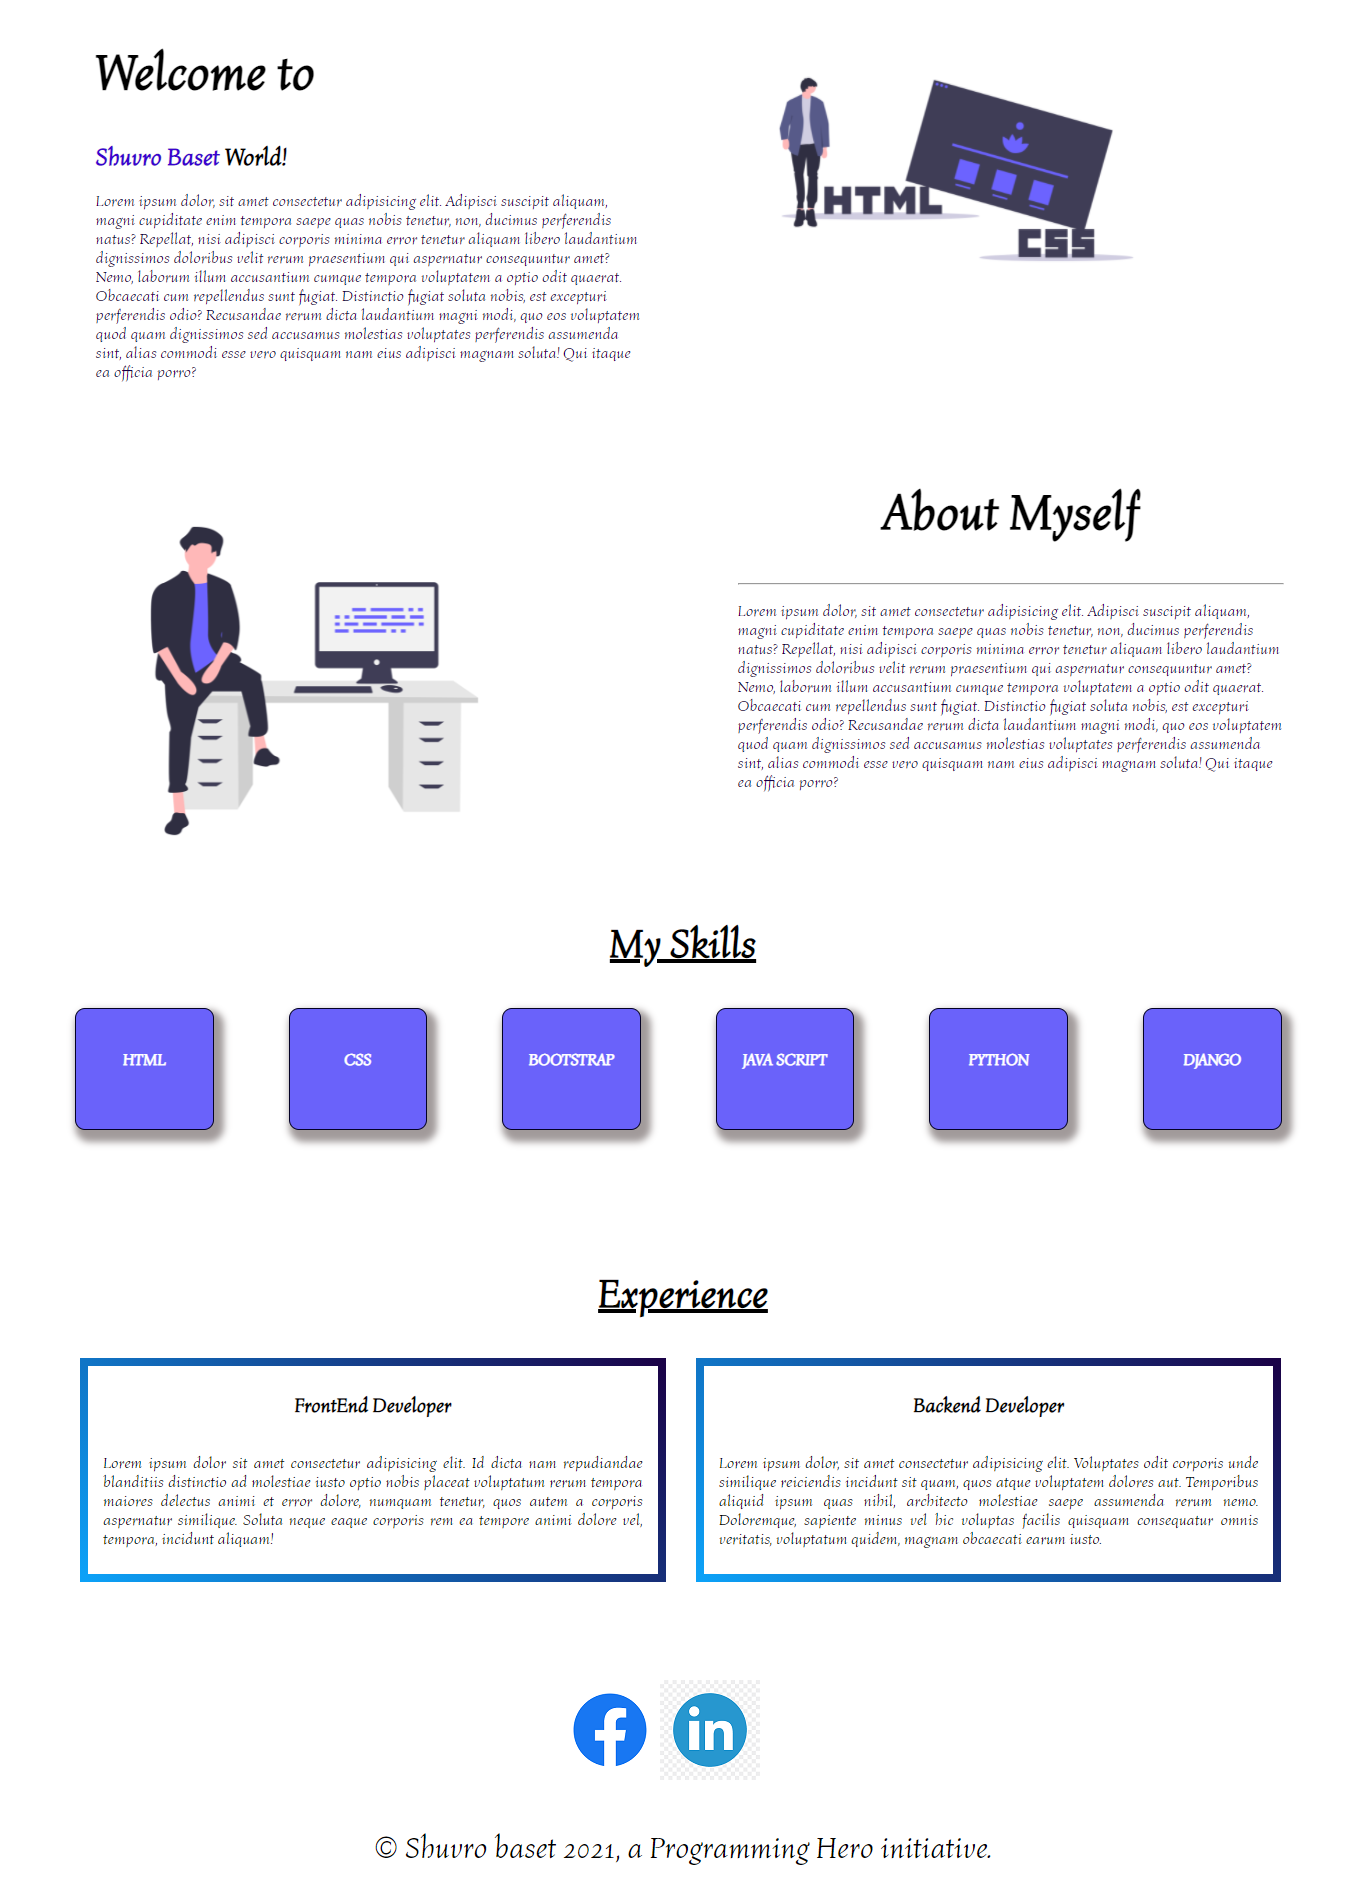 Welcome to
Shuvro Baset World!
Lorem ipsum dolor, sit amet consectetur adipisicing elit. Adipisci suscipit aliquam,
magni cupiditate enim tempora saepe quas nobis tenetur, non, ducimus perferendis
natus? Repellat, nisi adipisci corporis minima error tenetur aliquam libero laudantium
dignissimos doloribus velit rerum praesentium qui aspernatur consequuntur amet?
Nemo, laborum illum accusantium cumque tempora voluptatem a optio odit quaerat.
Obcaecati cum repellendus sunt fugiat. Distinctio fugiat soluta nobis, est excepturi
perferendis odio? Recusandae rerum dicta laudantium magni modi, quo eos voluptatem
quod quam dignissimos sed accusamus molestias voluptates perferendis assumenda
sint, alias commodi esse vero quisquam nam eius adipisci magnam soluta! Qui itaque
ea officia porro?
HTML
CSS
About Myself
Lorem ipsum dolor, sit amet consectetur adipisicing elit. Adipisci suscipit aliquam,
magni cupiditate enim tempora saepe quas nobis tenetur, non, ducimus perferendis
natus? Repellat, nisi adipisci corporis minima error tenetur aliquam libero laudantium
dignissimos doloribus velit rerum praesentium qui aspernatur consequuntur amet?
Nemo, laborum illum accusantium cumque tempora voluptatem a optio odit quaerat.
Obcaecati cum repellendus sunt fugiat. Distinctio fugiat soluta nobis, est excepturi
perferendis odio? Recusandae rerum dicta laudantium magni modi, quo eos voluptatem
quod quam dignissimos sed accusamus molestias voluptates perferendis assumenda
sint, alias commodi esse vero quisquam nam eius adipisci magnam soluta! Qui itaque
ea officia porro?
My Skills
HTML
CSS
BOOTSTRAP
JAVA SCRIPT
PYTHON
DJANGO
Experience
FrontEnd Developer
Lorem ipsum dolor sit amet consectetur adipisicing elit. Id dicta nam repudiandae
blanditiis distinctio ad molestiae iusto optio nobis placeat voluptatum rerum tempora
maiores delectus animi et error dolore, numquam tenetur, quos autem a corporis
aspernatur similique. Soluta neque eaque corporis rem ea tempore animi dolore vel,
tempora, incidunt aliquam!
Backend Developer
Lorem ipsum dolor, sit amet consectetur adipisicing elit. Voluptates odit corporis unde
similique reiciendis incidunt sit quam, quos atque voluptatem dolores aut. Temporibus
aliquid ipsum quas nihil, architecto molestiae saepe assumenda rerum nemo.
Doloremque, sapiente minus vel hic voluptas facilis quisquam consequatur omnis
veritatis, voluptatum quidem, magnam obcaecati earum iusto.
f
in
© Shuvro baset 2021, a Programming Hero initiative.